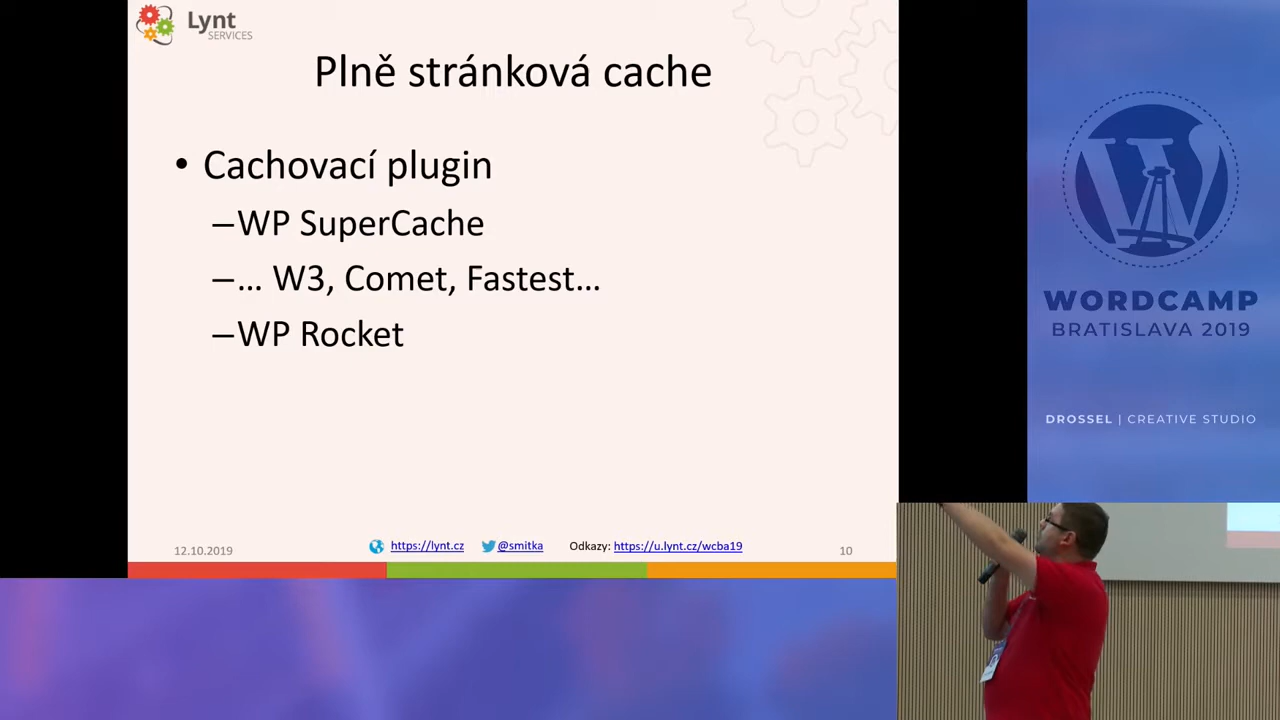 Lynt
SERVICES
Plně stránková cache
• Cachovací plugin
–WP SuperCache
–... W3, Comet, Fastest...
–WP Rocket
12.10.2019
https://lynt.cz
@smitka
Odkazy: https://u.lynt.cz/wcba19
10
WORDCAMP
BRATISLAVA 2019
DROSSEL | CREATIVE STUDIO